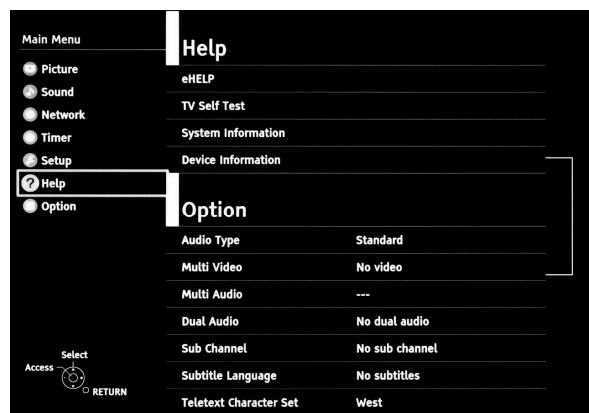 Main Menu
Picture
Sound
Network
Timer
Setup
? Help
Option
Select
Access
RETURN
Help
eHELP
TV Self Test
System Information
Device Information
Option
Audio Type Standard
Multi Video No video
Multi Audio ---
Dual Audio No dual audio
Sub Channel No sub channel
Subtitle Language No subtitles
Teletext Character Set West